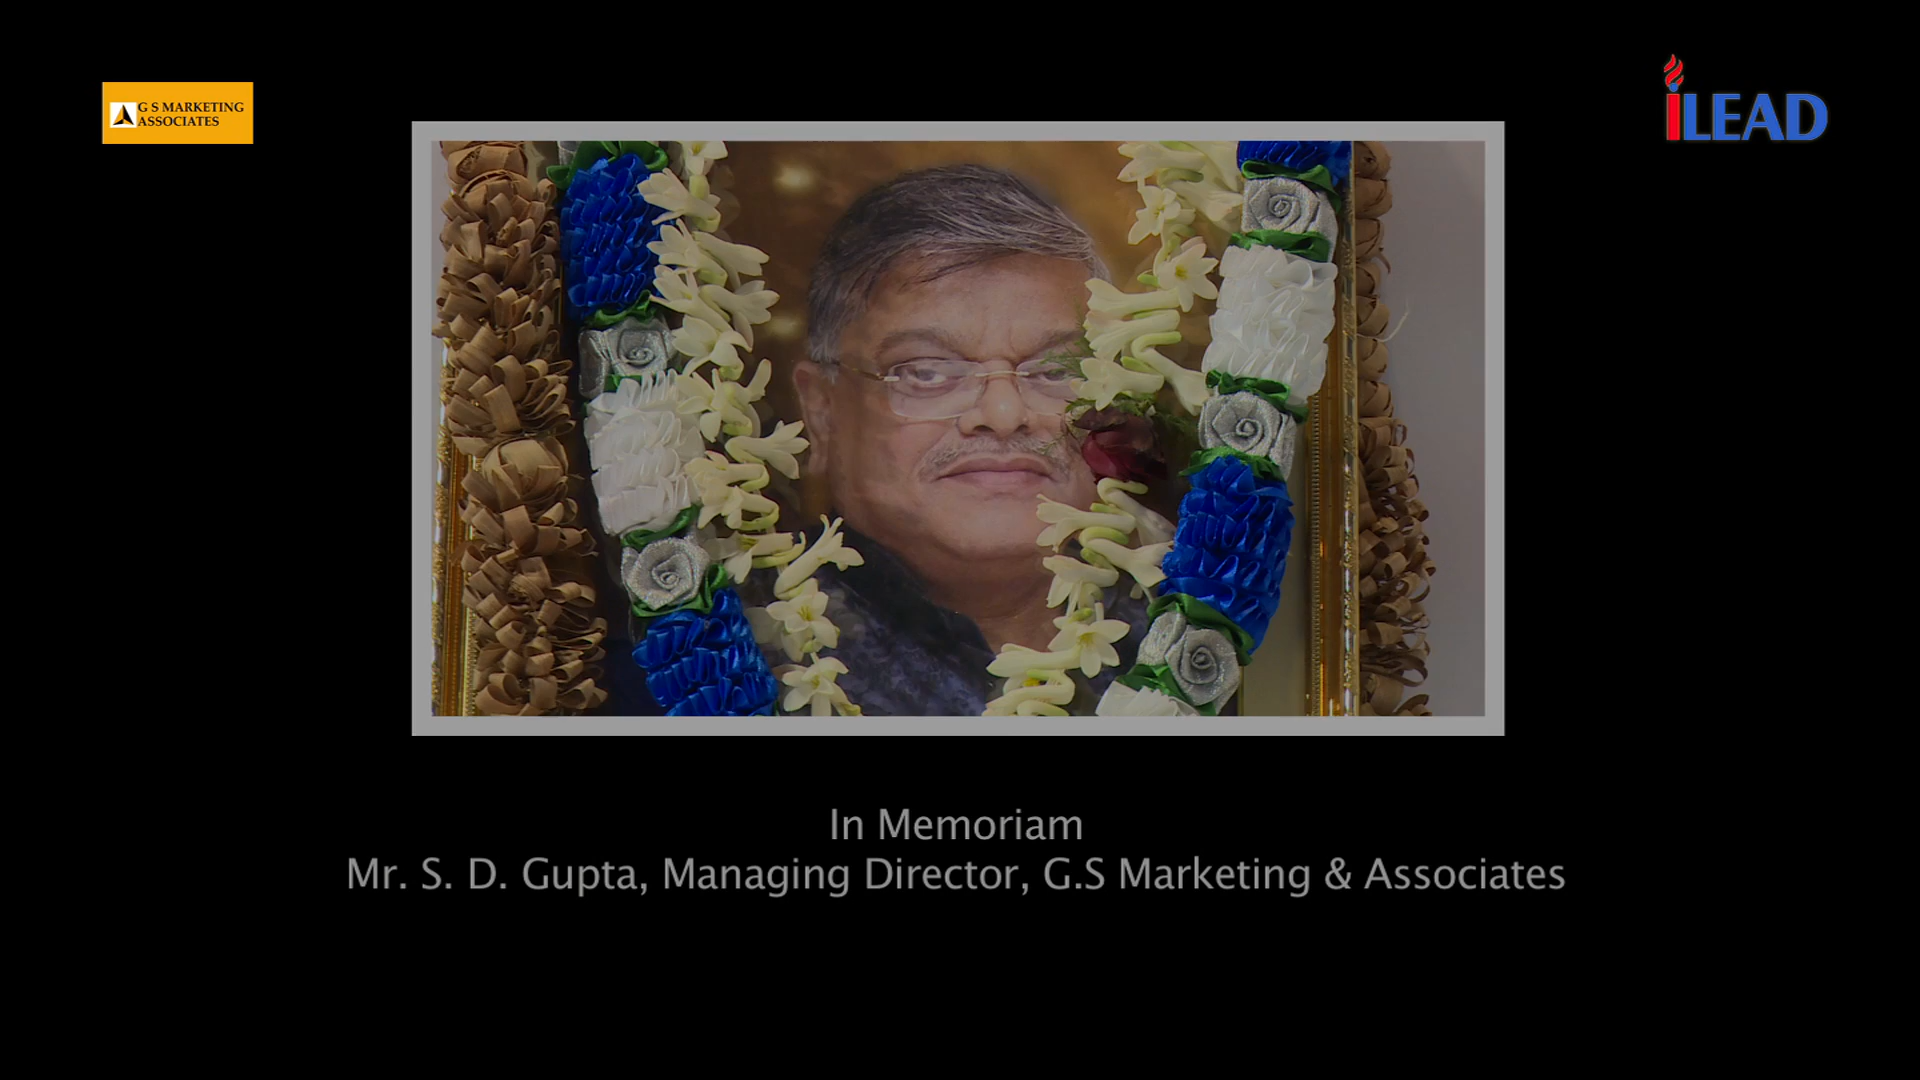 G S MARKETING
ASSOCIATES
iLEAD
In Memoriam
Mr. S. D. Gupta, Managing Director, G.S Marketing & Associates